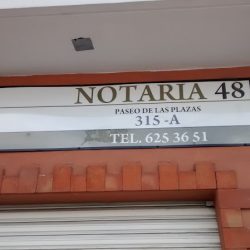 NOTARIA 48
PASEO DE LAS PLAZAS
315 -A
TEL. 625 36 51